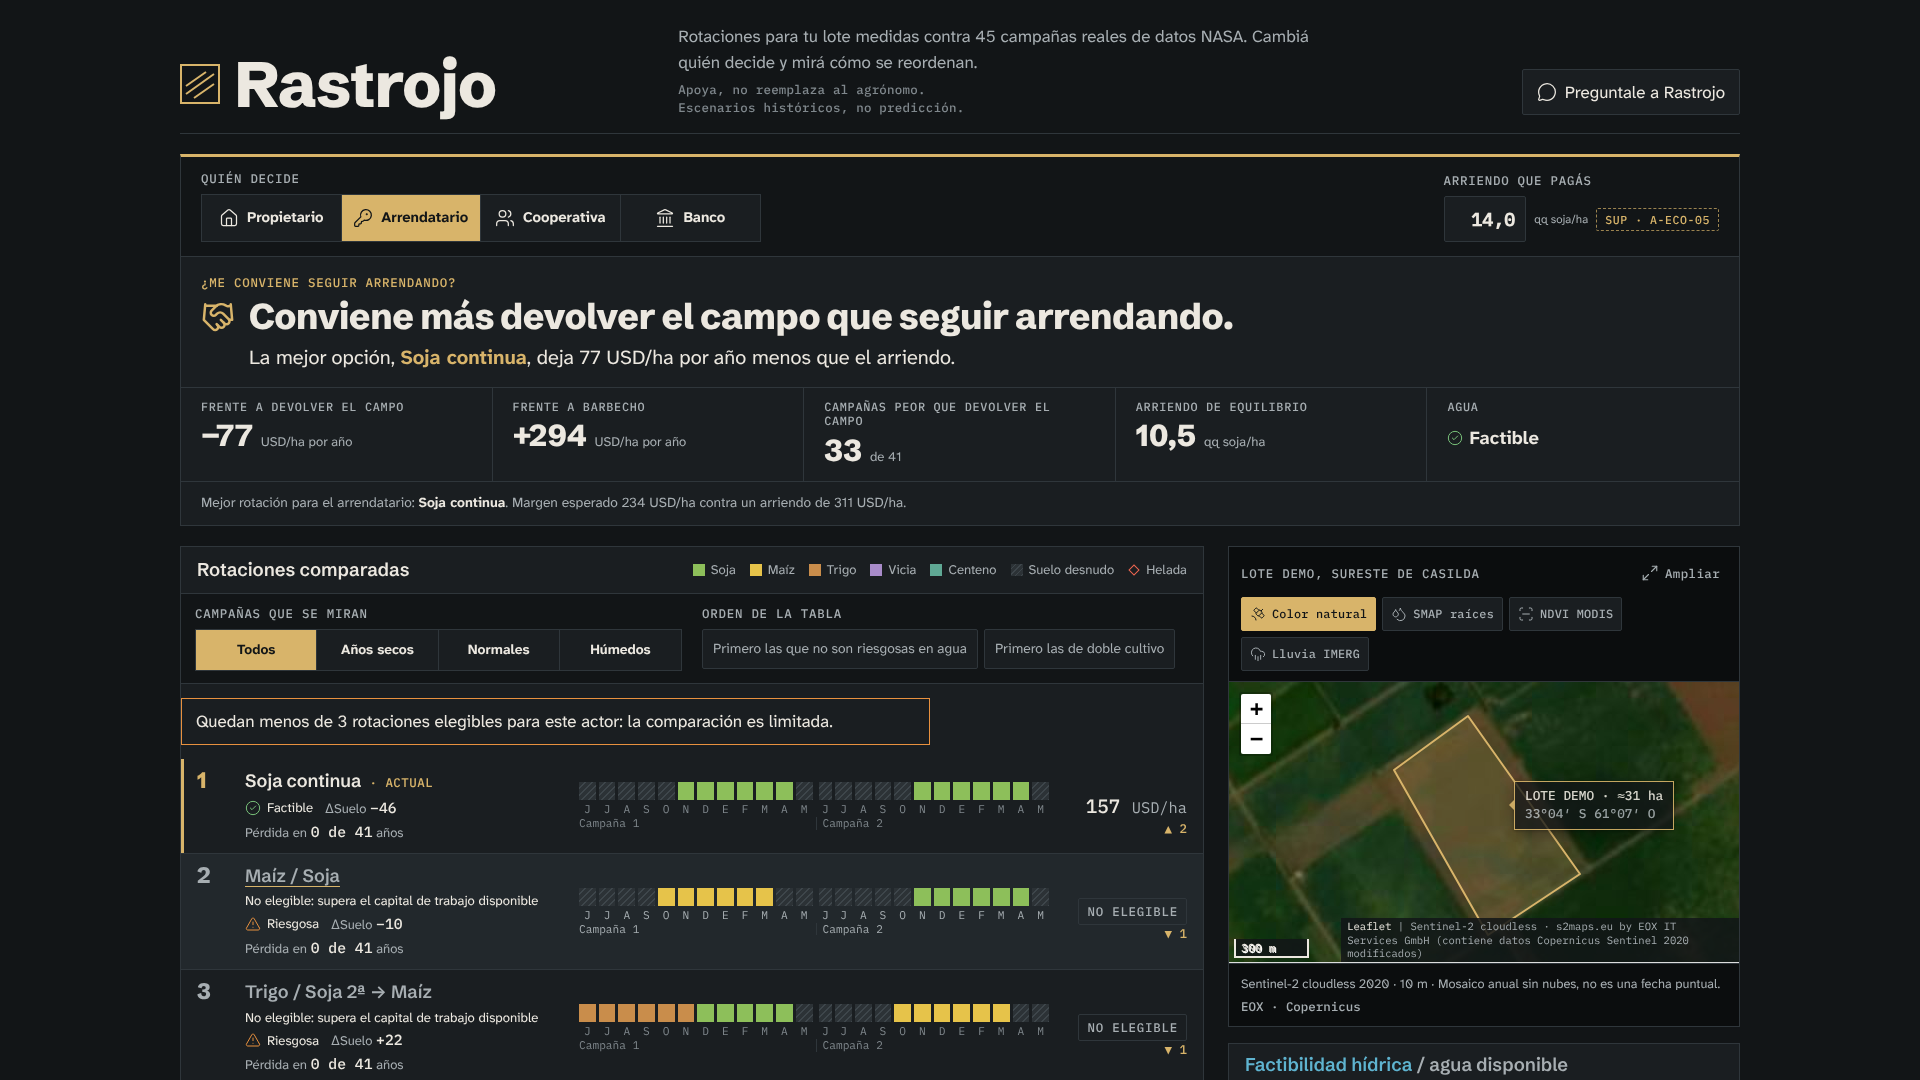 Rastrojo
Rotaciones para tu lote medidas contra 45 campañas reales de datos NASA. Cambiá
quién decide y mirá cómo se reordenan.
Apoya, no reemplaza al agrónomo.
Escenarios históricos, no predicción.
Preguntale a Rastrojo
QUIÉN DECIDE
Propietario
Arrendatario
Cooperativa
Banco
ARRIENDO QUE PAGÁS
14,0 qq soja/ha SUP · A-ECO-05
¿ME CONVIENE SEGUIR ARRENDANDO?
Conviene más devolver el campo que seguir arrendando.
La mejor opción, Soja continua, deja 77 USD/ha por año menos que el arriendo.
FRENTE A DEVOLVER EL CAMPO
−77 USD/ha por año
FRENTE A BARBECHO
+294 USD/ha por año
CAMPAÑAS PEOR QUE DEVOLVER EL
CAMPO
33 de 41
ARRIENDO DE EQUILIBRIO
10,5 qq soja/ha
AGUA
Factible
Mejor rotación para el arrendatario: Soja continua. Margen esperado 234 USD/ha contra un arriendo de 311 USD/ha.
Rotaciones comparadas
Soja Maíz Trigo Vicia Centeno Suelo desnudo Helada
CAMPAÑAS QUE SE MIRAN
Todos
Años secos
Normales
Húmedos
ORDEN DE LA TABLA
Primero las que no son riesgosas en agua
Primero las de doble cultivo
Quedan menos de 3 rotaciones elegibles para este actor: la comparación es limitada.
1
Soja continua · ACTUAL
Factible ΔSuelo −46
Pérdida en 0 de 41 años
J J A S O N D E F M A M J J A S O N D E F M A M
Campaña 1 Campaña 2
157 USD/ha
▲ 2
2
Maíz / Soja
No elegible: supera el capital de trabajo disponible
Riesgosa ΔSuelo −10
Pérdida en 0 de 41 años
J J A S O N D E F M A M J J A S O N D E F M A M
Campaña 1 Campaña 2
NO ELEGIBLE
▼ 1
3
Trigo / Soja 2ª → Maíz
No elegible: supera el capital de trabajo disponible
Riesgosa ΔSuelo +22
Pérdida en 0 de 41 años
J J A S O N D E F M A M J J A S O N D E F M A M
Campaña 1 Campaña 2
NO ELEGIBLE
▼ 1
LOTE DEMO, SURESTE DE CASILDA
Ampliar
Color natural
SMAP raíces
NDVI MODIS
Lluvia IMERG
+
−
LOTE DEMO · ≈31 ha
33°04′ S 61°07′ O
300 m
Leaflet | Sentinel-2 cloudless · s2maps.eu by EOX IT
Services GmbH (contiene datos Copernicus Sentinel 2020
modificados)
Sentinel-2 cloudless 2020 · 10 m · Mosaico anual sin nubes, no es una fecha puntual.
EOX · Copernicus
Factibilidad hídrica / agua disponible